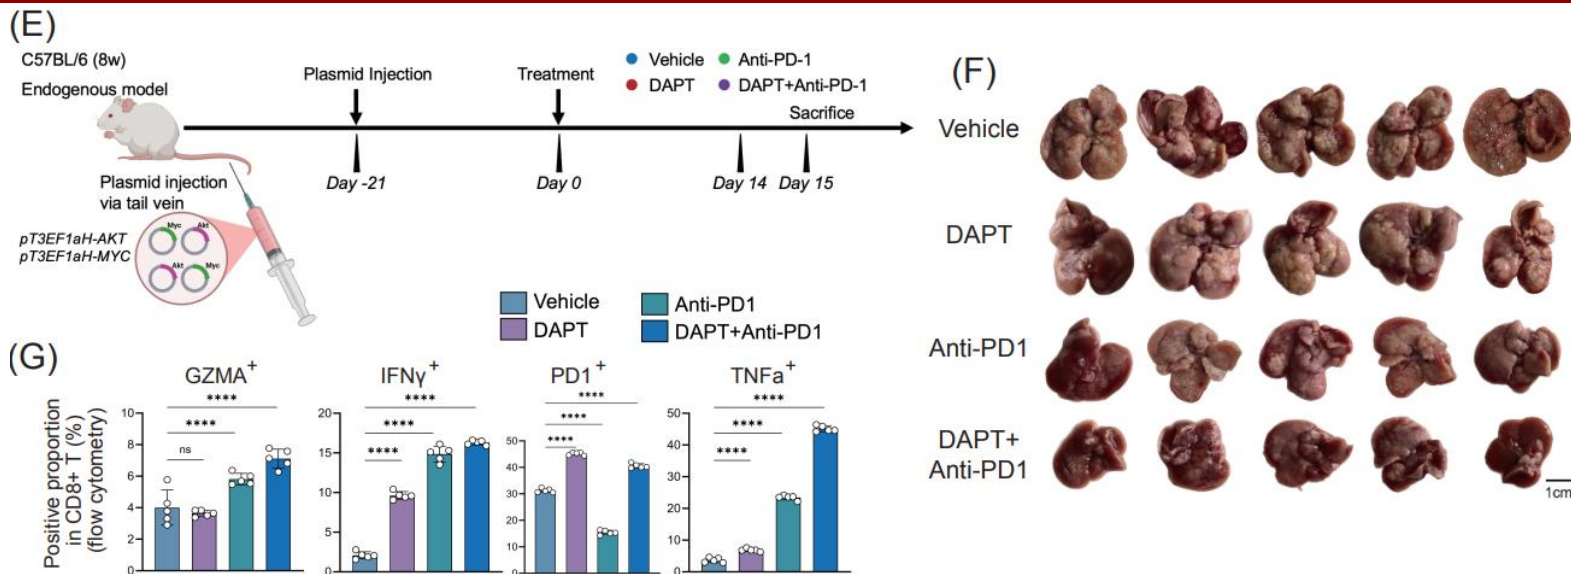 (E)
C57BL/6 (8w)
Endogenous model
Plasmid Injection
Treatment
Vehicle
Anti-PD-1
DAPT
DAPT+Anti-PD-1
Sacrifice
Day -21
Day 0
Day 14
Day 15
Plasmid injection
via tail vein
pT3EF1aH-AKT
pT3EF1aH-MYC
Myc
Akt
Akt
Myc
(F)
Vehicle
DAPT
Anti-PD1
DAPT+
Anti-PD1
1cm
Vehicle
Anti-PD1
DAPT
DAPT+Anti-PD1
(G)
Positive proportion
in CD8+ T (%)
(flow cytometry)
GZMA+
****
****
ns
10
8
6
4
2
0
IFNγ+
****
****
****
20
15
10
5
0
PD1+
****
****
****
50
40
30
20
10
0
TNFa+
****
****
****
50
40
30
20
10
0